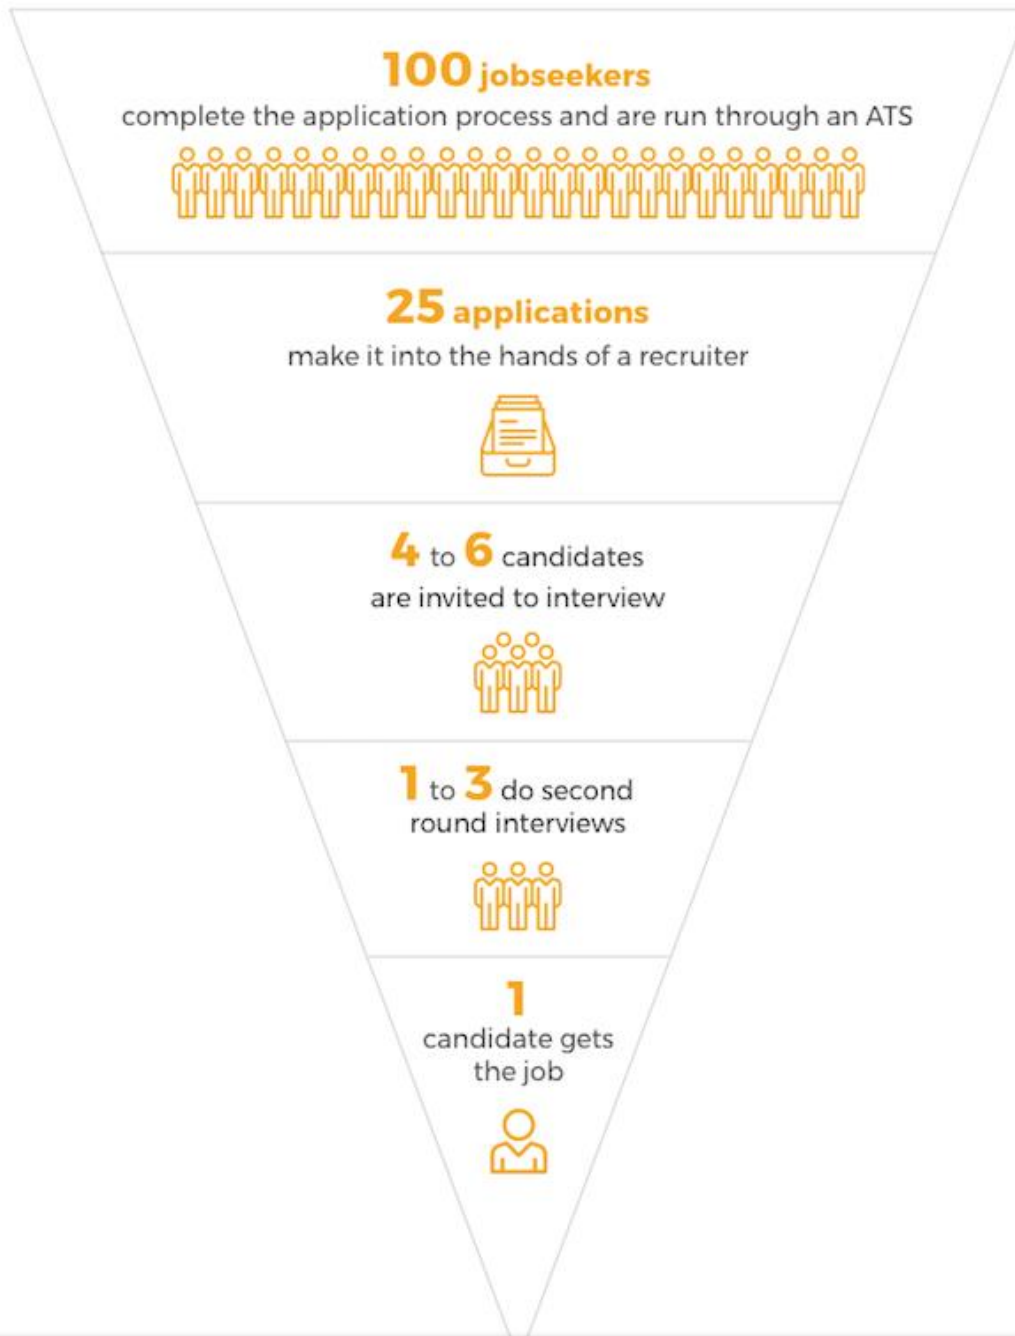 100 jobseekers
complete the application process and are run through an ATS
25 applications
make it into the hands of a recruiter
4 to 6 candidates
are invited to interview
1 to 3 do second
round interviews
1
candidate gets
the job